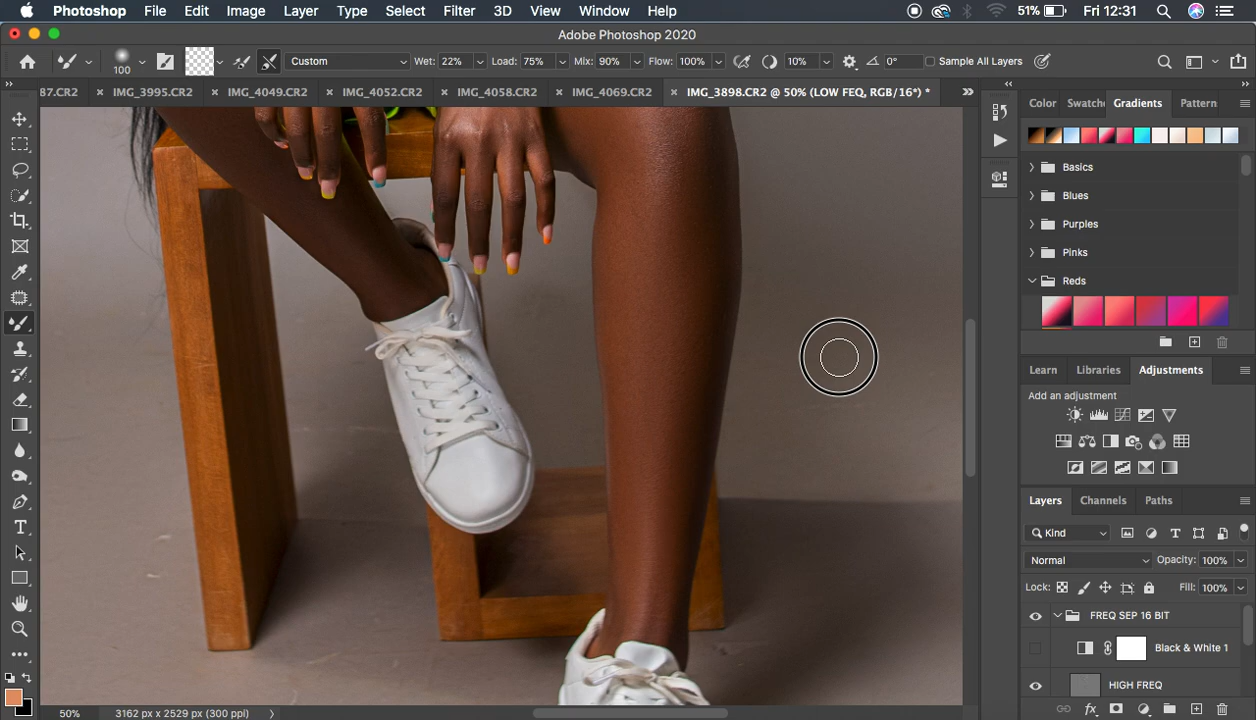 Photoshop File Edit Image Layer Type Select Filter 3D View Window Help 51% Fri 12:31
Adobe Photoshop 2020
100 Custom Wet: 22% Load: 75% Mix: 90% Flow: 100% 10% 0° Sample All Layers
87.CR2 × IMG_3995.CR2 × IMG_4049.CR2 × IMG_4052.CR2 × IMG_4058.CR2 × IMG_4069.CR2 × IMG_3898.CR2 @ 50% (LOW FEQ, RGB/16*) *
Color Swatche Gradients Pattern
Basics
Blues
Purples
Pinks
Reds
Learn Libraries Adjustments
Add an adjustment
Layers Channels Paths
Kind
Normal Opacity: 100%
Lock: Fill: 100%
FREQ SEP 16 BIT
Black & White 1
HIGH FREQ
50% 3162 px x 2529 px (300 ppi)